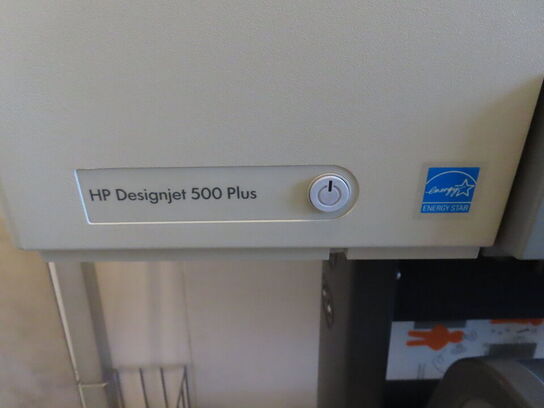 HP Designjet 500 Plus
energy
ENERGY STAR